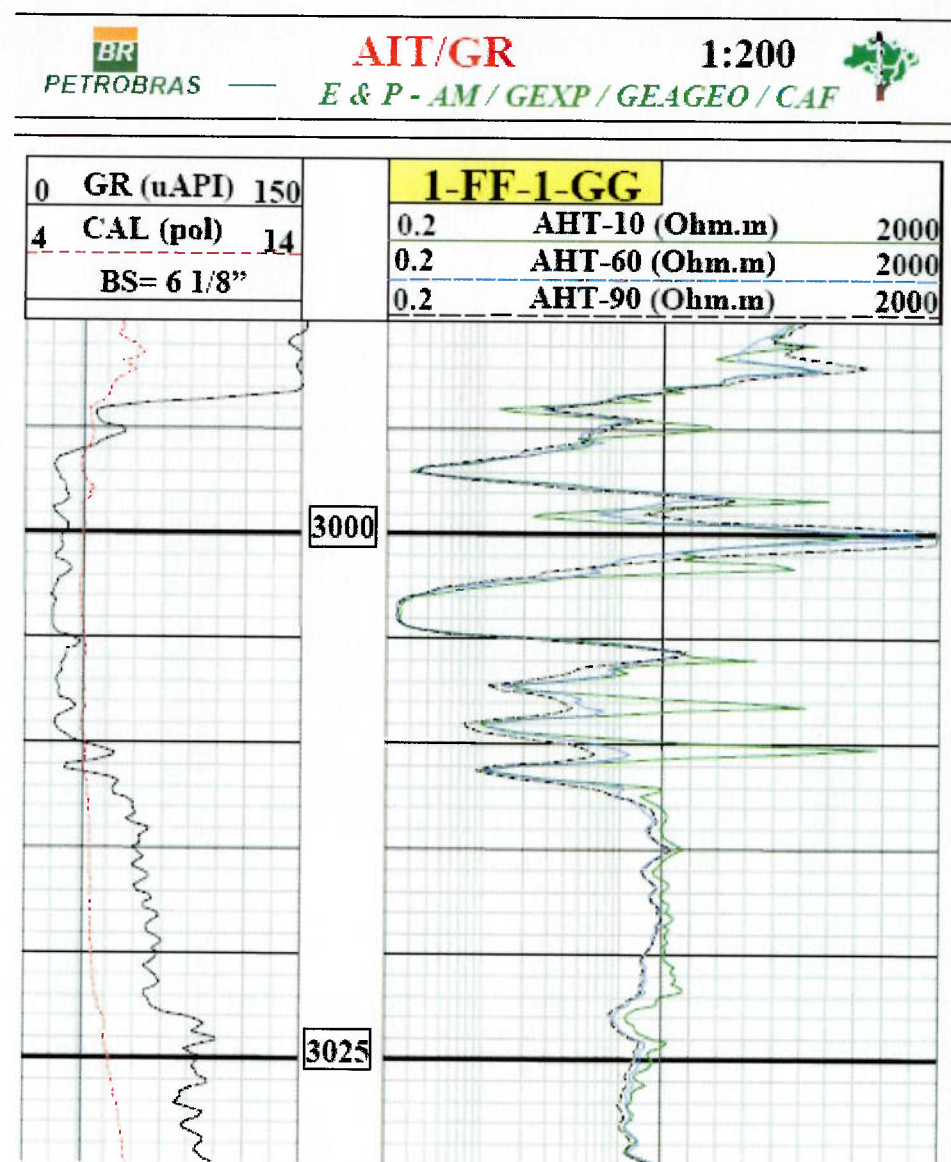 BR
PETROBRAS
AIT/GR 1:200
E & P - AM / GEXP / GEAGEO / CAF
0 GR (uAPI) 150
4 CAL (pol) 14
BS= 6 1/8”
1-FF-1-GG
0.2 AHT-10 (Ohm.m) 2000
0.2 AHT-60 (Ohm.m) 2000
0.2 AHT-90 (Ohm.m) 2000
3000
3025